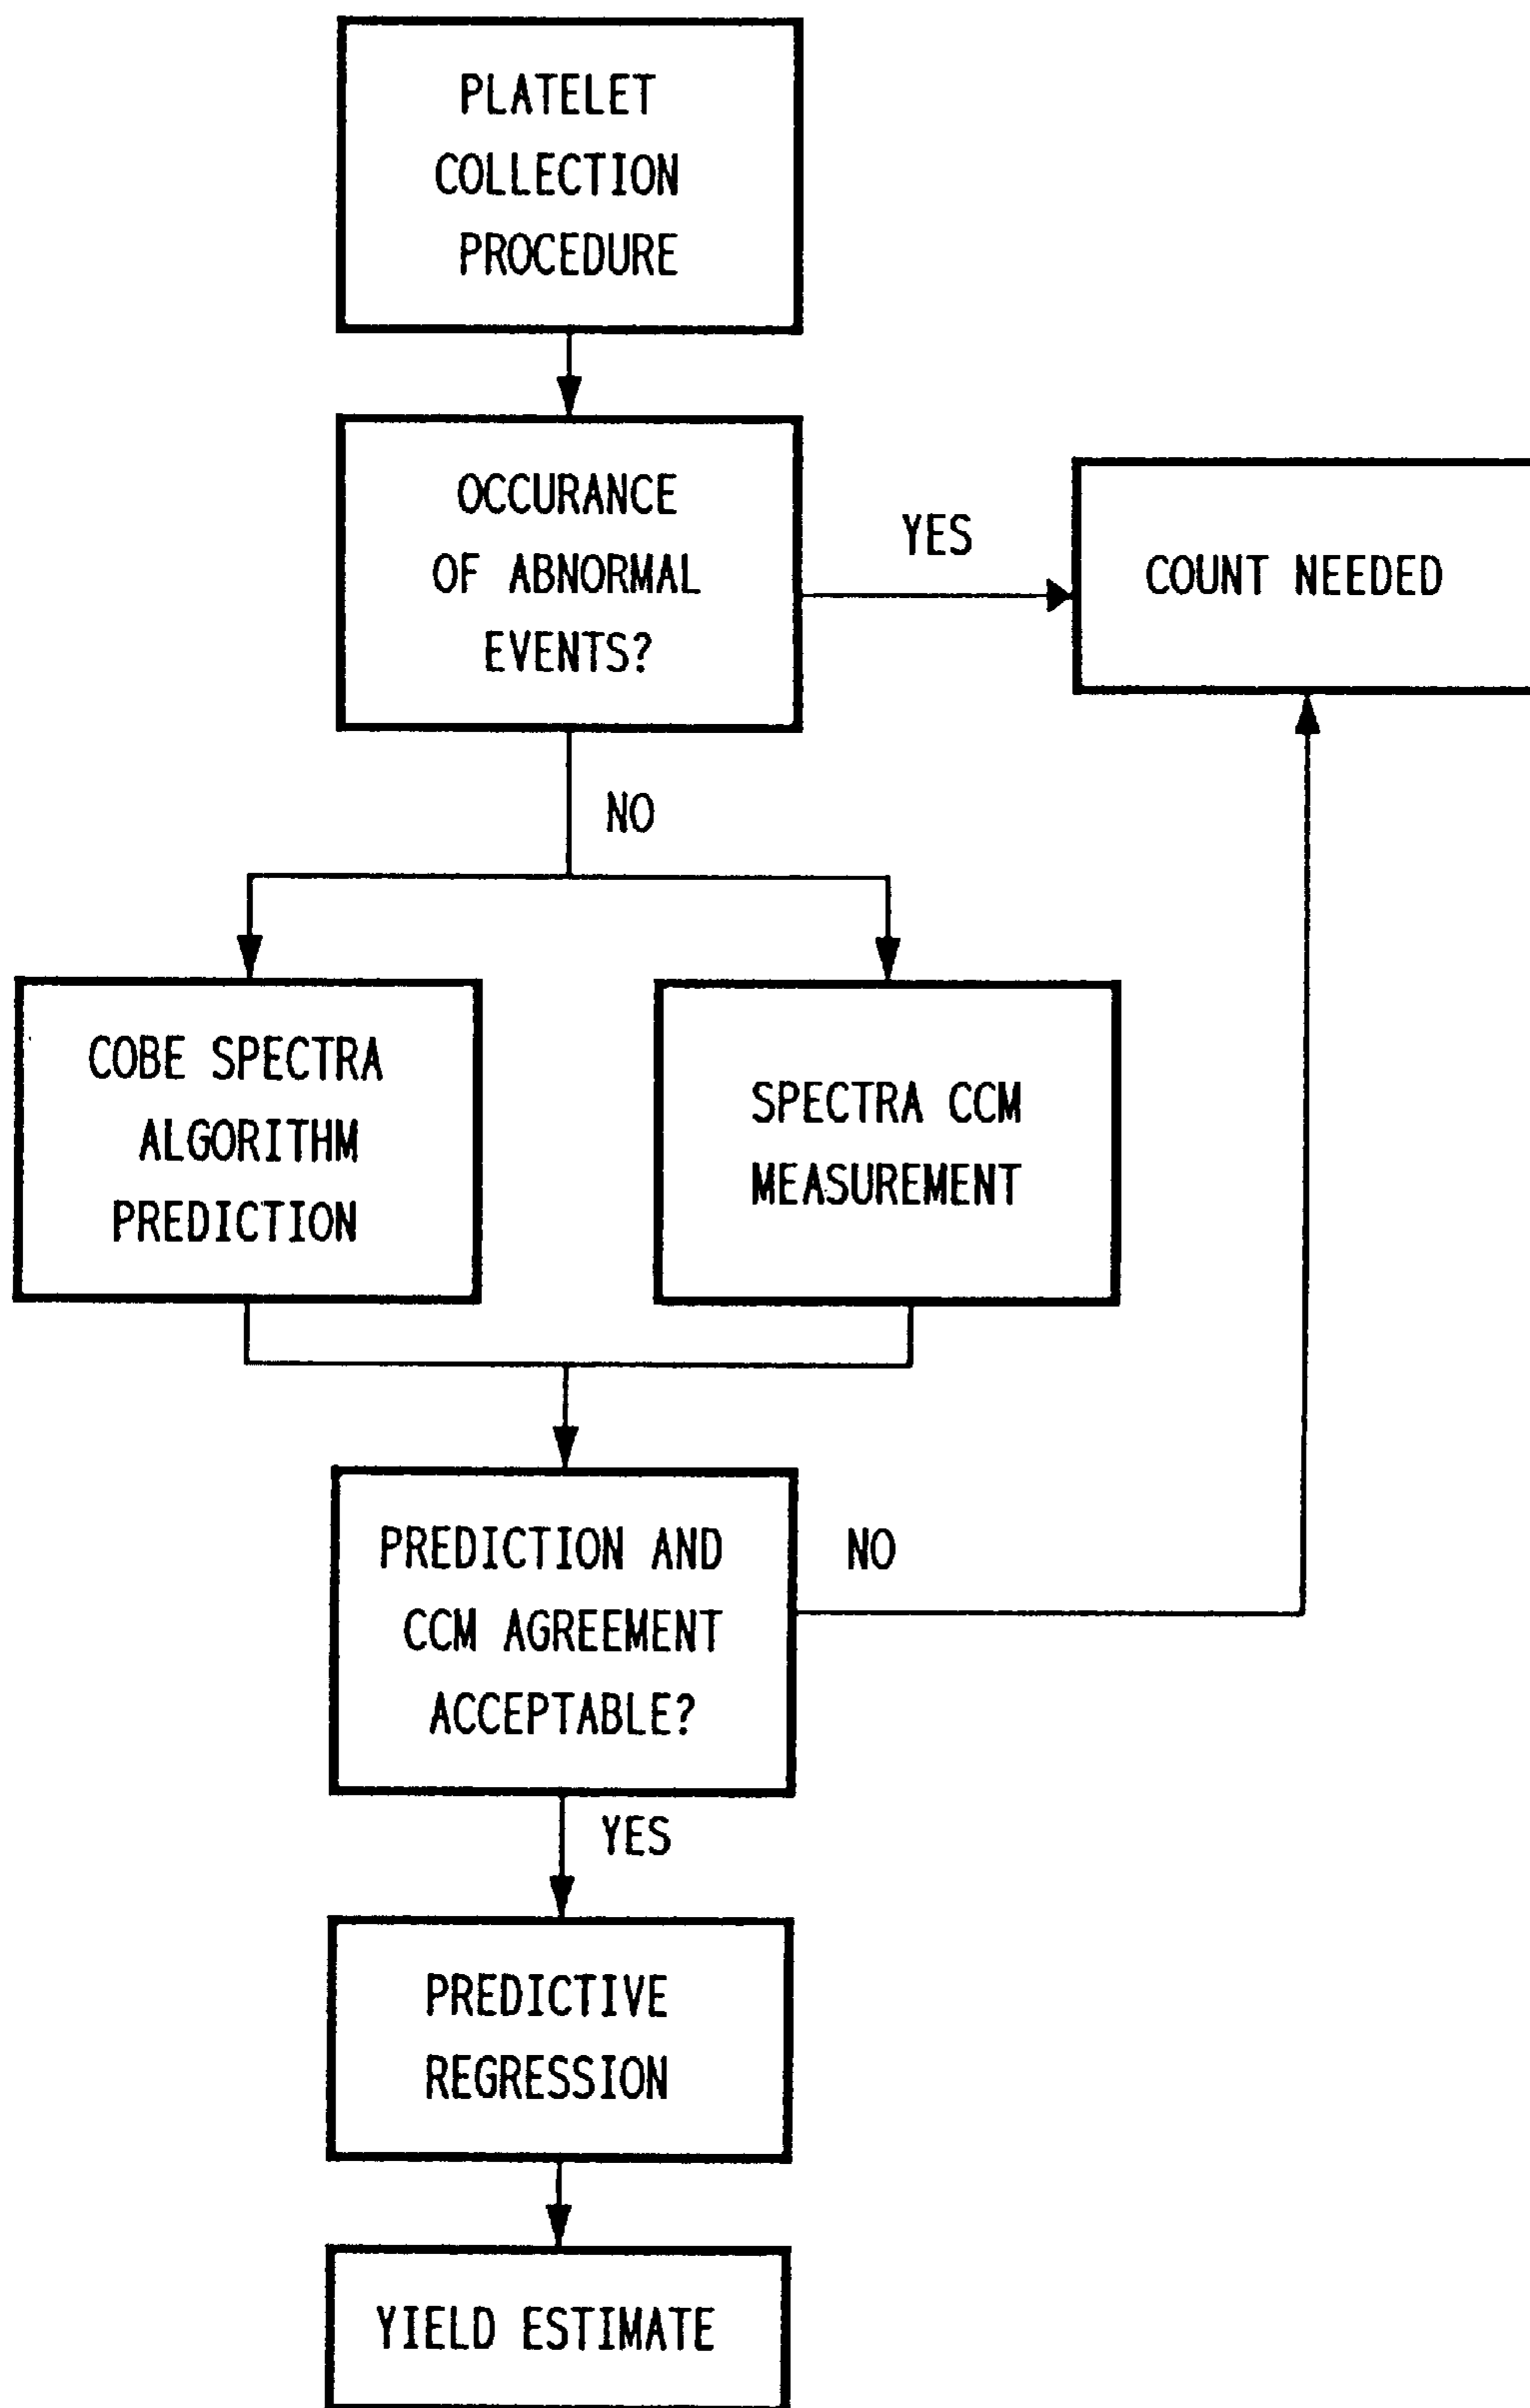 PLATELET
COLLECTION
PROCEDURE
OCCURANCE
OF ABNORMAL
EVENTS?
YES
COUNT NEEDED
NO
COBE SPECTRA
ALGORITHM
PREDICTION
SPECTRA CCM
MEASUREMENT
PREDICTION AND
CCM AGREEMENT
ACCEPTABLE?
NO
YES
PREDICTIVE
REGRESSION
YIELD ESTIMATE